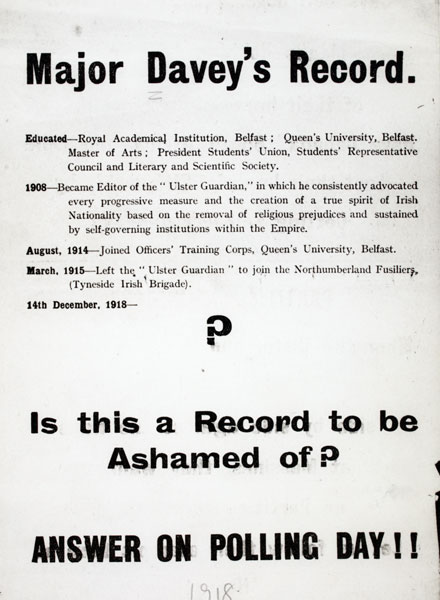 Major Davey's Record.
Educated—Royal Academical Institution, Belfast; Queen's University, Belfast.
Master of Arts; President Students' Union, Students' Representative
Council and Literary and Scientific Society.
1908—Became Editor of the "Ulster Guardian," in which he consistently advocated
every progressive measure and the creation of a true spirit of Irish
Nationality based on the removal of religious prejudices and sustained
by self-governing institutions within the Empire.
August, 1914—Joined Officers' Training Corps, Queen's University, Belfast.
March, 1915—Left the "Ulster Guardian" to join the Northumberland Fusiliers,
(Tyneside Irish Brigade).
14th December, 1918—
?
Is this a Record to be
Ashamed of?
ANSWER ON POLLING DAY!!
1918.